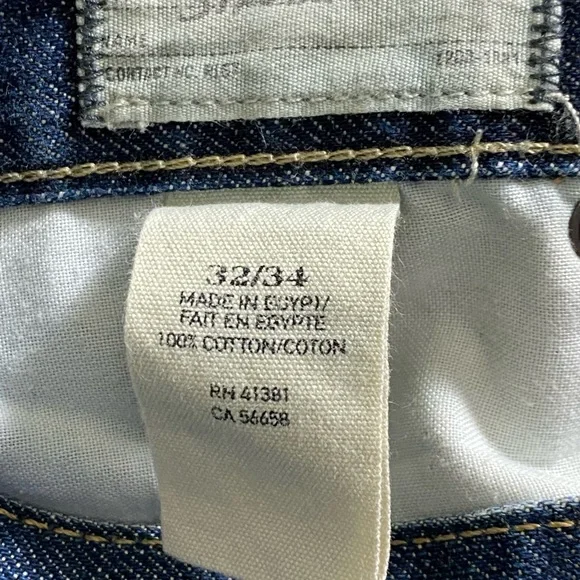 NAME
CONTACT NO.
32/34
MADE IN EGYPT/
FAIT EN EGYPTE
100% COTTON/COTON
RN 41381
CA 56658